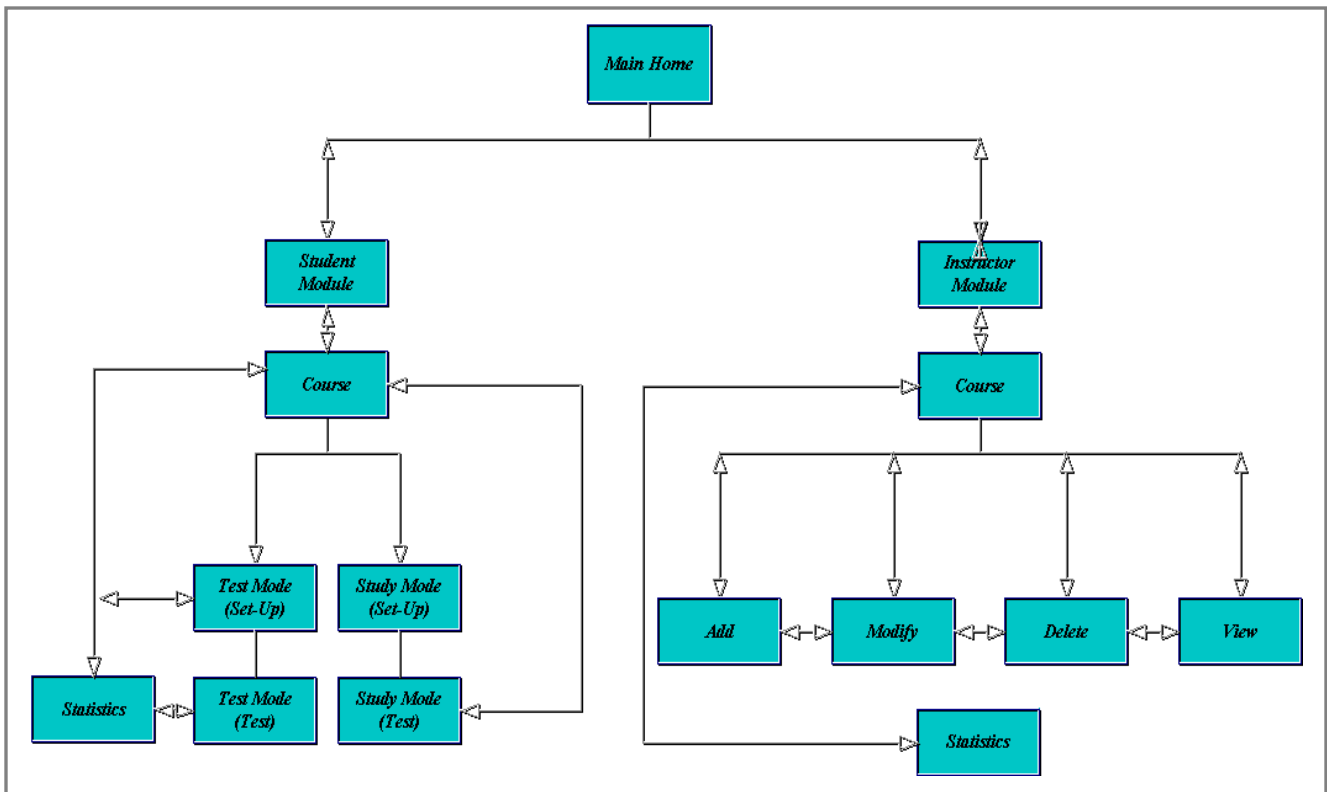 Main Home
Student
Module
Instructor
Module
Course
Course
Test Mode
(Set-Up)
Study Mode
(Set-Up)
Add
Modify
Delete
View
Statistics
Test Mode
(Test)
Study Mode
(Test)
Statistics